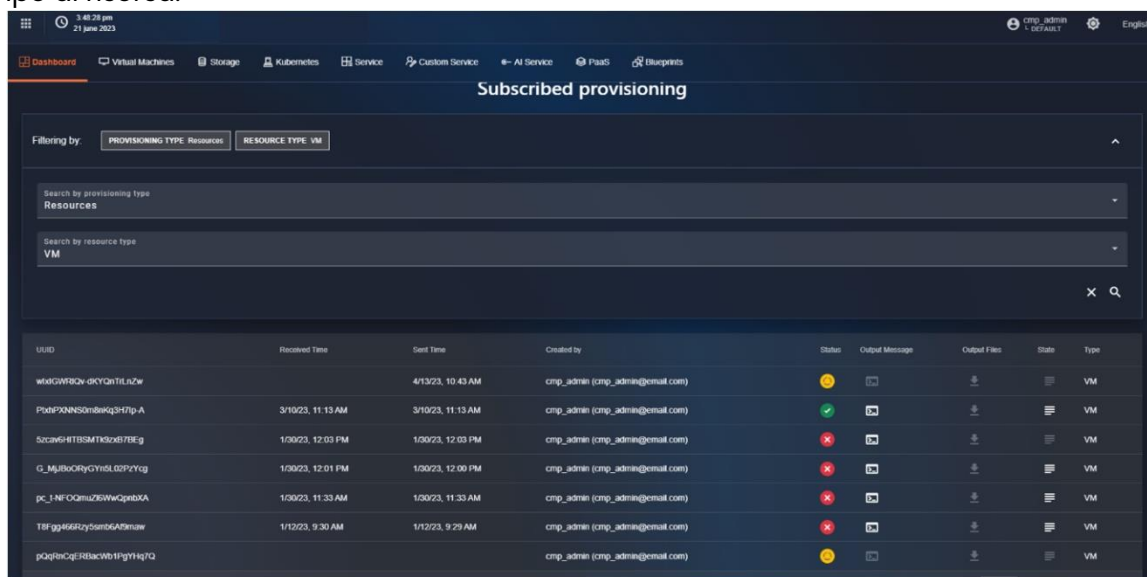 3:48:28 pm
21 june 2023
cmp_admin
DEFAULT
English
Dashboard Virtual Machines Storage Kubernetes Service Custom Service AI Service PaaS Blueprints
Subscribed provisioning
Filtering by: PROVISIONING TYPE Resources RESOURCE TYPE VM
Search by provisioning type
Resources
Search by resource type
VM
UUID Received Time Sent Time Created by Status Output Message Output Files State Type
4/13/23, 10:43 AM cmp_admin (cmp_admin@email.com) VM
3/10/23, 11:13 AM 3/10/23, 11:13 AM cmp_admin (cmp_admin@email.com) VM
1/30/23, 12:03 PM 1/30/23, 12:03 PM cmp_admin (cmp_admin@email.com) VM
G_MjJBoORyGYn5L02PzYcg 1/30/23, 12:01 PM 1/30/23, 12:00 PM cmp_admin (cmp_admin@email.com) VM
1/30/23, 11:33 AM 1/30/23, 11:33 AM cmp_admin (cmp_admin@email.com) VM
T8Fgg466Rzy5smb6Af9maw 1/12/23, 9:30 AM 1/12/23, 9:29 AM cmp_admin (cmp_admin@email.com) VM
pQqRnCqERBacWb1PgYHq7Q cmp_admin (cmp_admin@email.com) VM